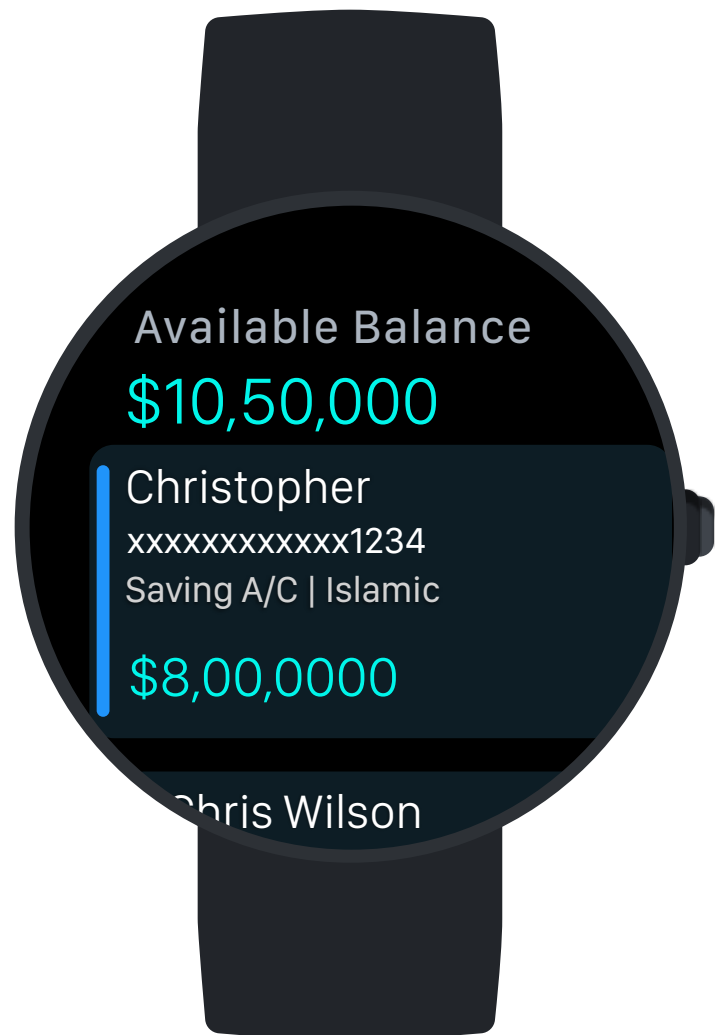 Available Balance
$10,50,000
Christopher
xxxxxxxxxxxx1234
Saving A/C | Islamic
$8,00,0000
Chris Wilson